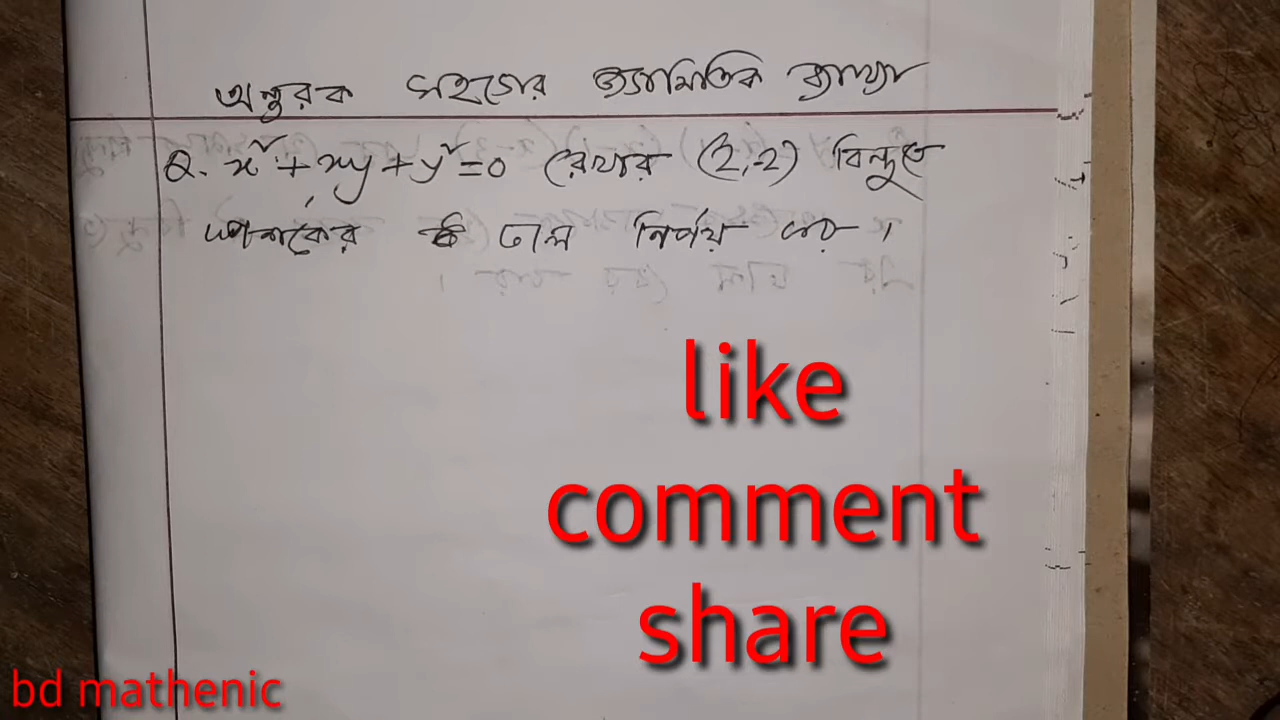 অন্তরক সহগের জ্যামিতিক ব্যাখ্যা
Q. x²+xy+y²=0 রেখার (2,-2) বিন্দুতে
স্পর্শকের ঢাল নির্ণয় কর।
like
comment
share
bd mathenic